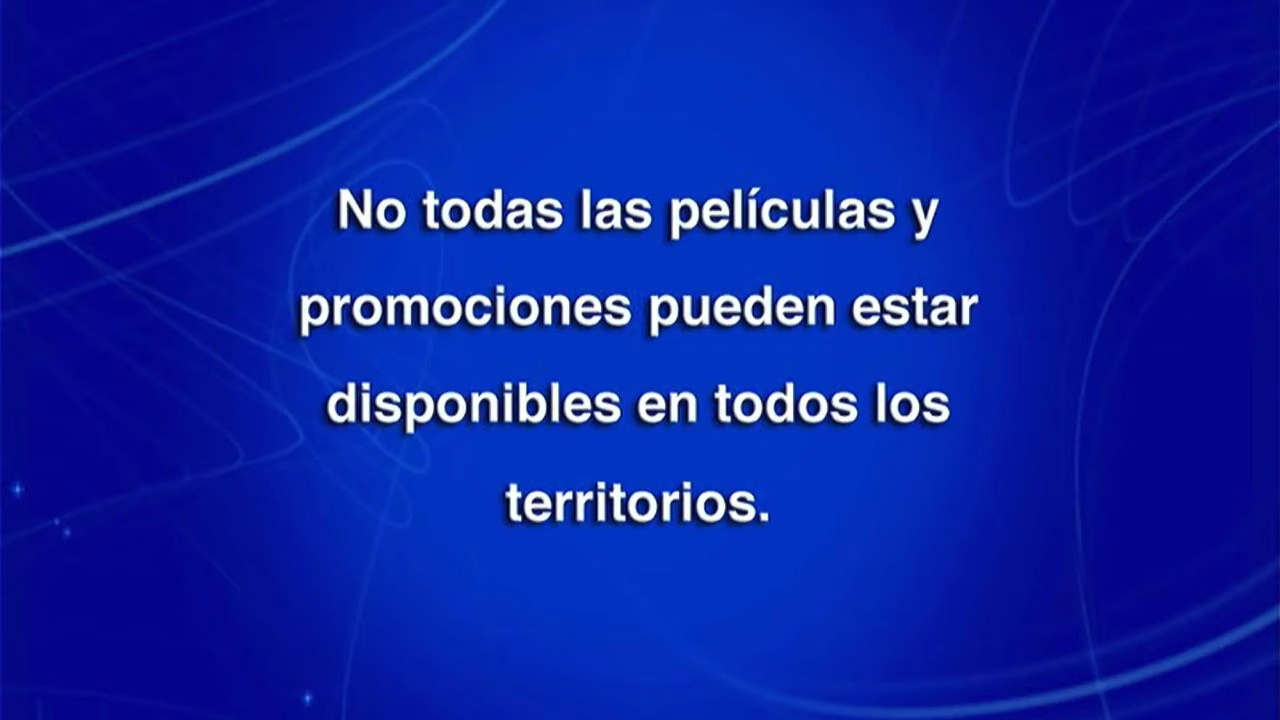 No todas las películas y
promociones pueden estar
disponibles en todos los
territorios.